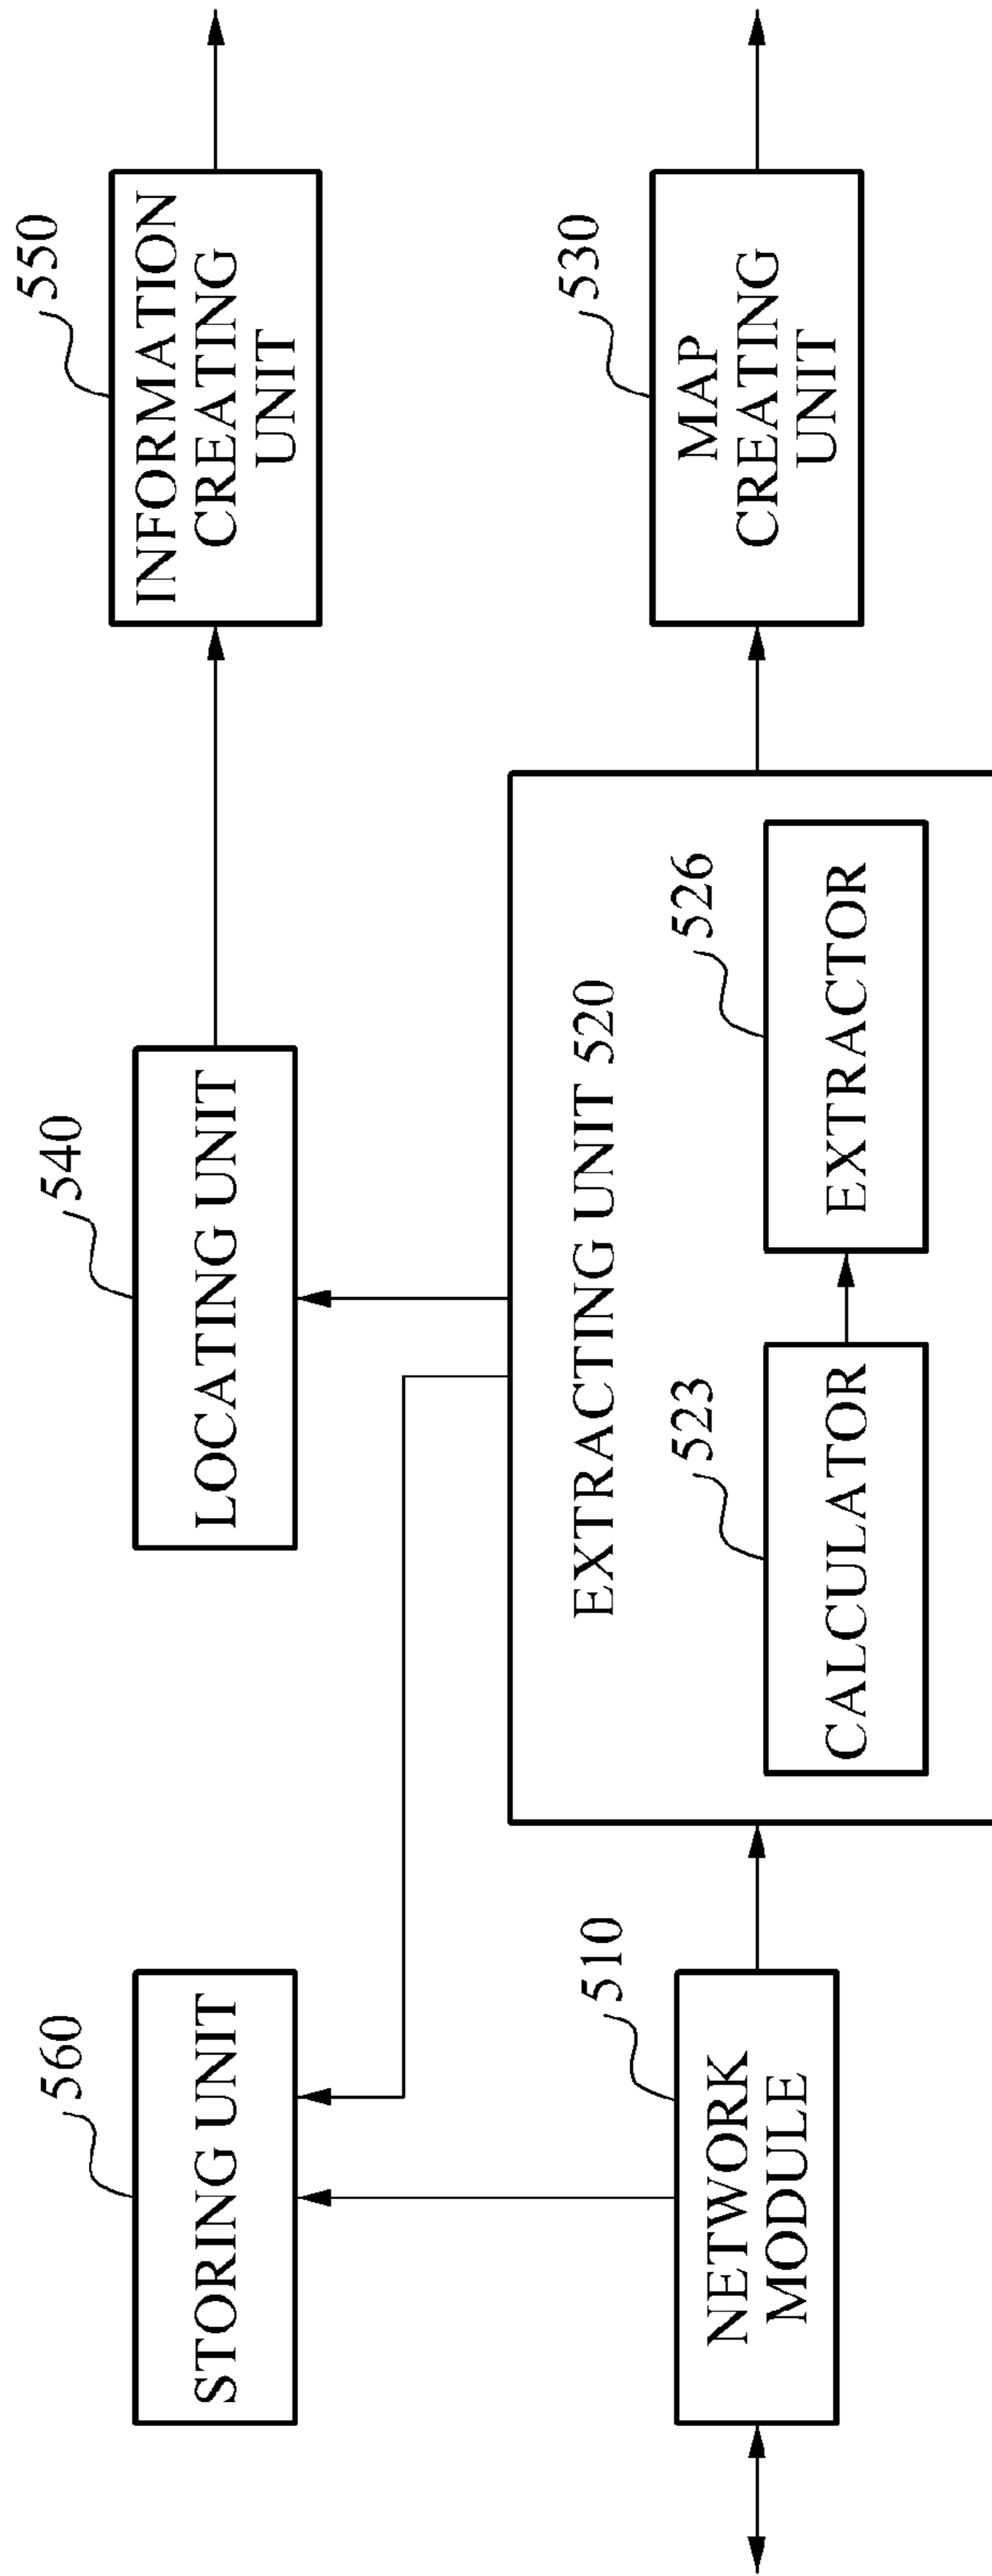 560
STORING UNIT
540
LOCATING UNIT
550
INFORMATION
CREATING
UNIT
510
NETWORK
MODULE
EXTRACTING UNIT 520
523
CALCULATOR
526
EXTRACTOR
530
MAP
CREATING
UNIT